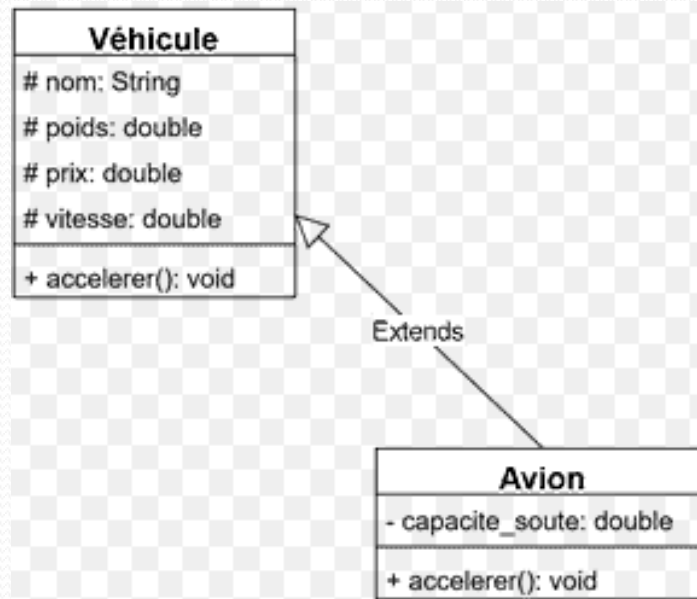 Véhicule
# nom: String
# poids: double
# prix: double
# vitesse: double
+ accelerer(): void
Extends
Avion
- capacite_soute: double
+ accelerer(): void